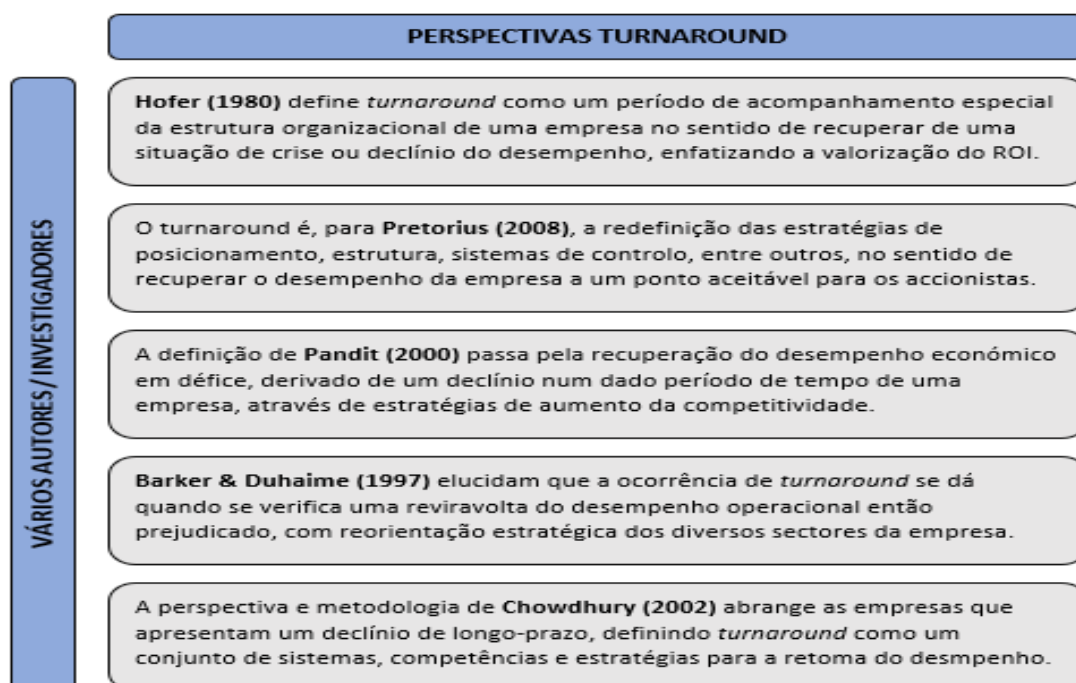 PERSPECTIVAS TURNAROUND
VÁRIOS AUTORES / INVESTIGADORES
Hofer (1980) define turnaround como um período de acompanhamento especial
da estrutura organizacional de uma empresa no sentido de recuperar de uma
situação de crise ou declínio do desempenho, enfatizando a valorização do ROI.
O turnaround é, para Pretorius (2008), a redefinição das estratégias de
posicionamento, estrutura, sistemas de controlo, entre outros, no sentido de
recuperar o desempenho da empresa a um ponto aceitável para os accionistas.
A definição de Pandit (2000) passa pela recuperação do desempenho económico
em défice, derivado de um declínio num dado período de tempo de uma
empresa, através de estratégias de aumento da competitividade.
Barker & Duhaime (1997) elucidam que a ocorrência de turnaround se dá
quando se verifica uma reviravolta do desempenho operacional então
prejudicado, com reorientação estratégica dos diversos sectores da empresa.
A perspectiva e metodologia de Chowdhury (2002) abrange as empresas que
apresentam um declínio de longo-prazo, definindo turnaround como um
conjunto de sistemas, competências e estratégias para a retoma do desmpenho.